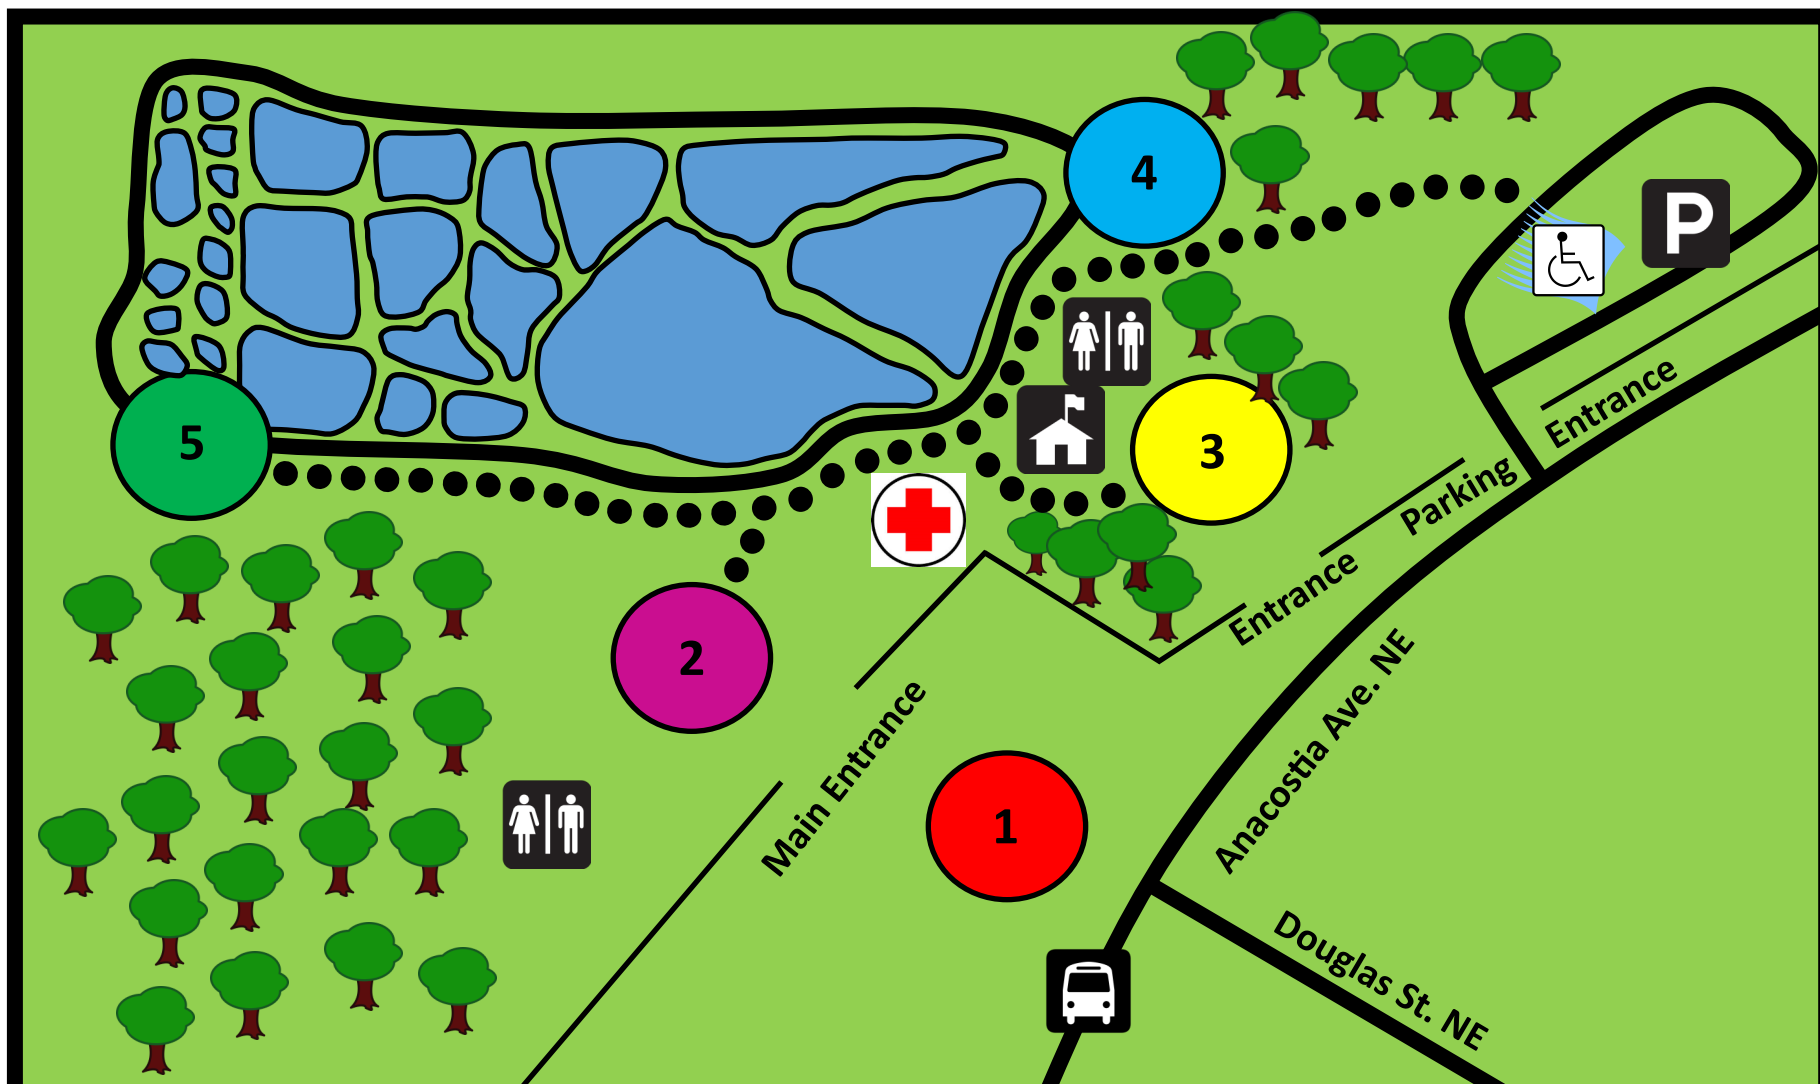 4
P
5
3
Entrance
Parking
Entrance
2
Main Entrance
1
Anacostia Ave. NE
Douglas St. NE